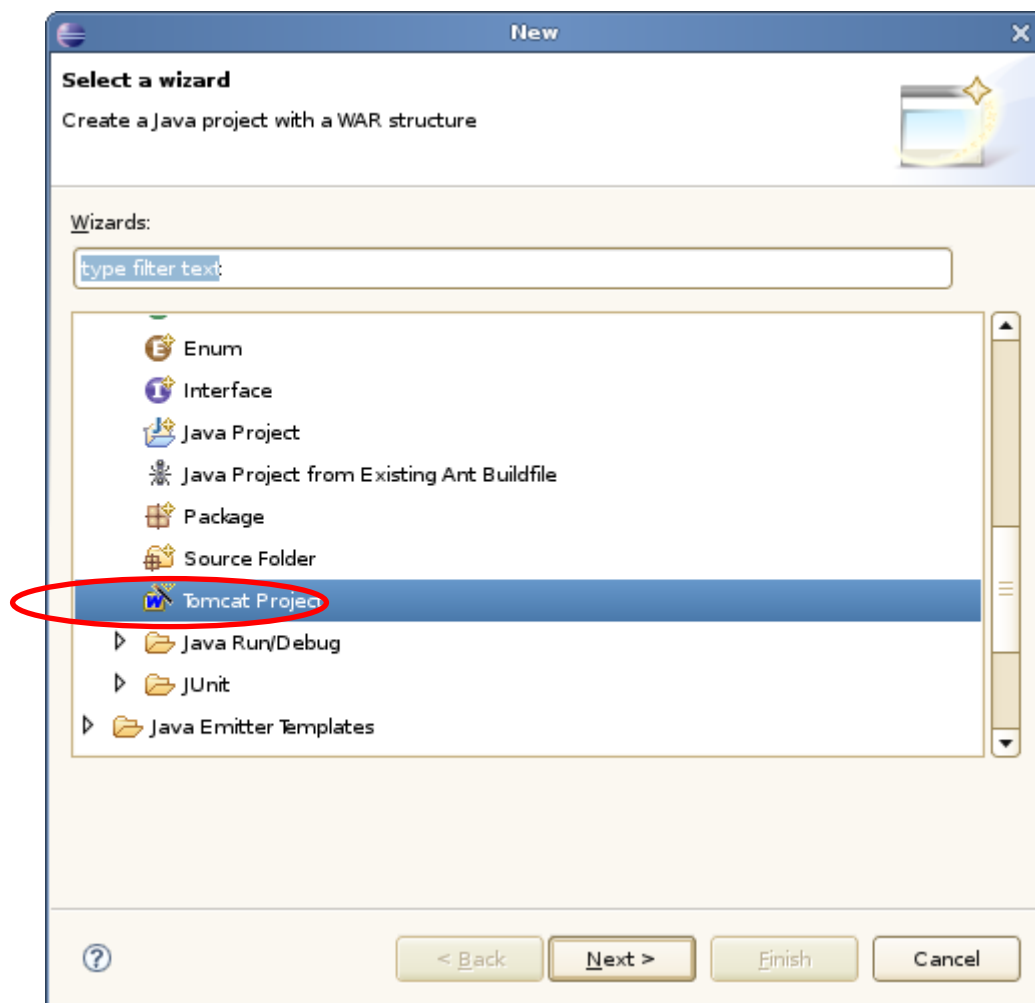 New
Select a wizard
Create a Java project with a WAR structure
Wizards:
type filter text
Enum
Interface
Java Project
Java Project from Existing Ant Buildfile
Package
Source Folder
Tomcat Project
Java Run/Debug
JUnit
Java Emitter Templates
< Back Next > Finish Cancel